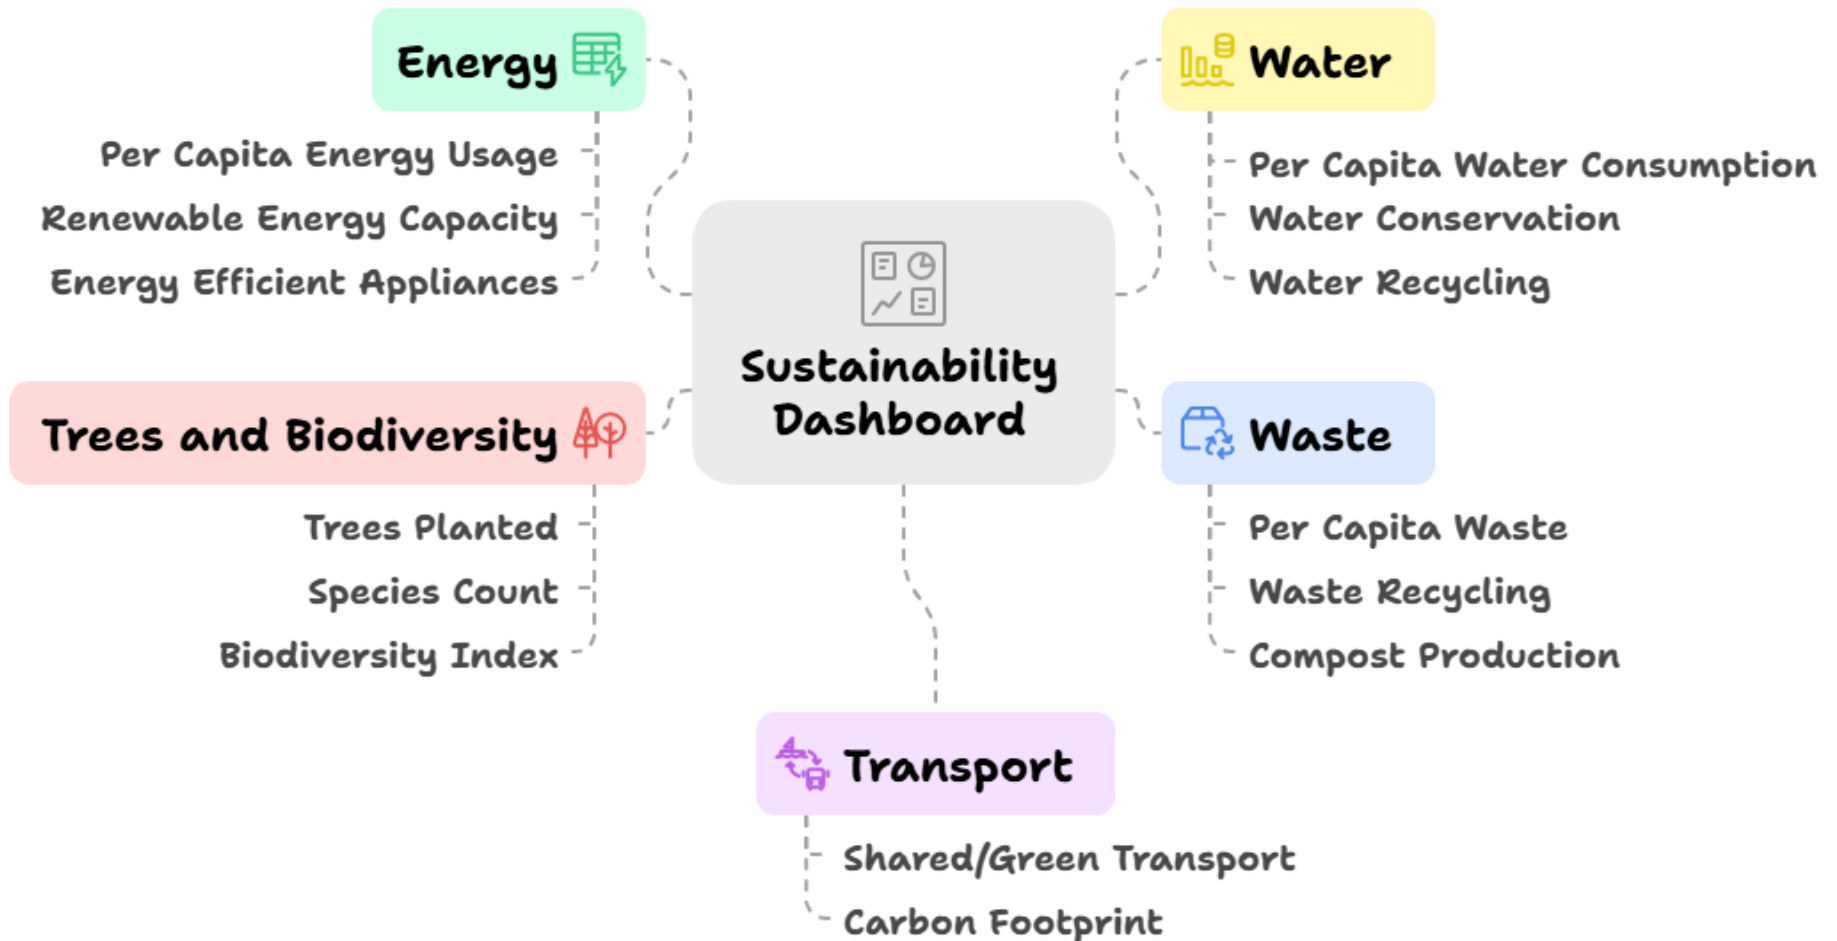 Energy
Per Capita Energy Usage
Renewable Energy Capacity
Energy Efficient Appliances
Water
Per Capita Water Consumption
Water Conservation
Water Recycling
Sustainability
Dashboard
Trees and Biodiversity
Trees Planted
Species Count
Biodiversity Index
Waste
Per Capita Waste
Waste Recycling
Compost Production
Transport
Shared/Green Transport
Carbon Footprint